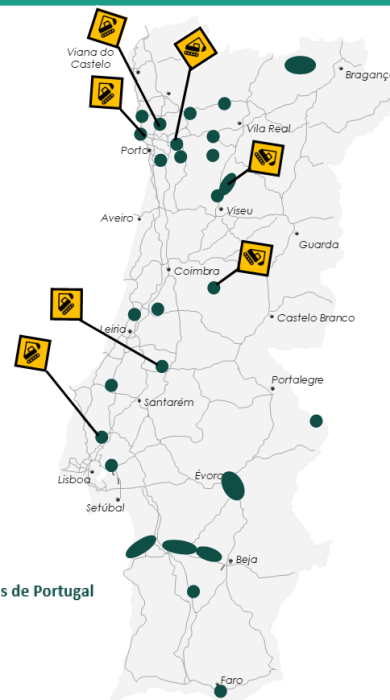 Viana do
Castelo
Braganç
Vila Real
Porto
Viseu
Aveiro
Guarda
Coimbra
Castelo Branco
Leiria
Portalegre
Santarém
Évora
Lisboa
Setúbal
Beja
s de Portugal
Faro